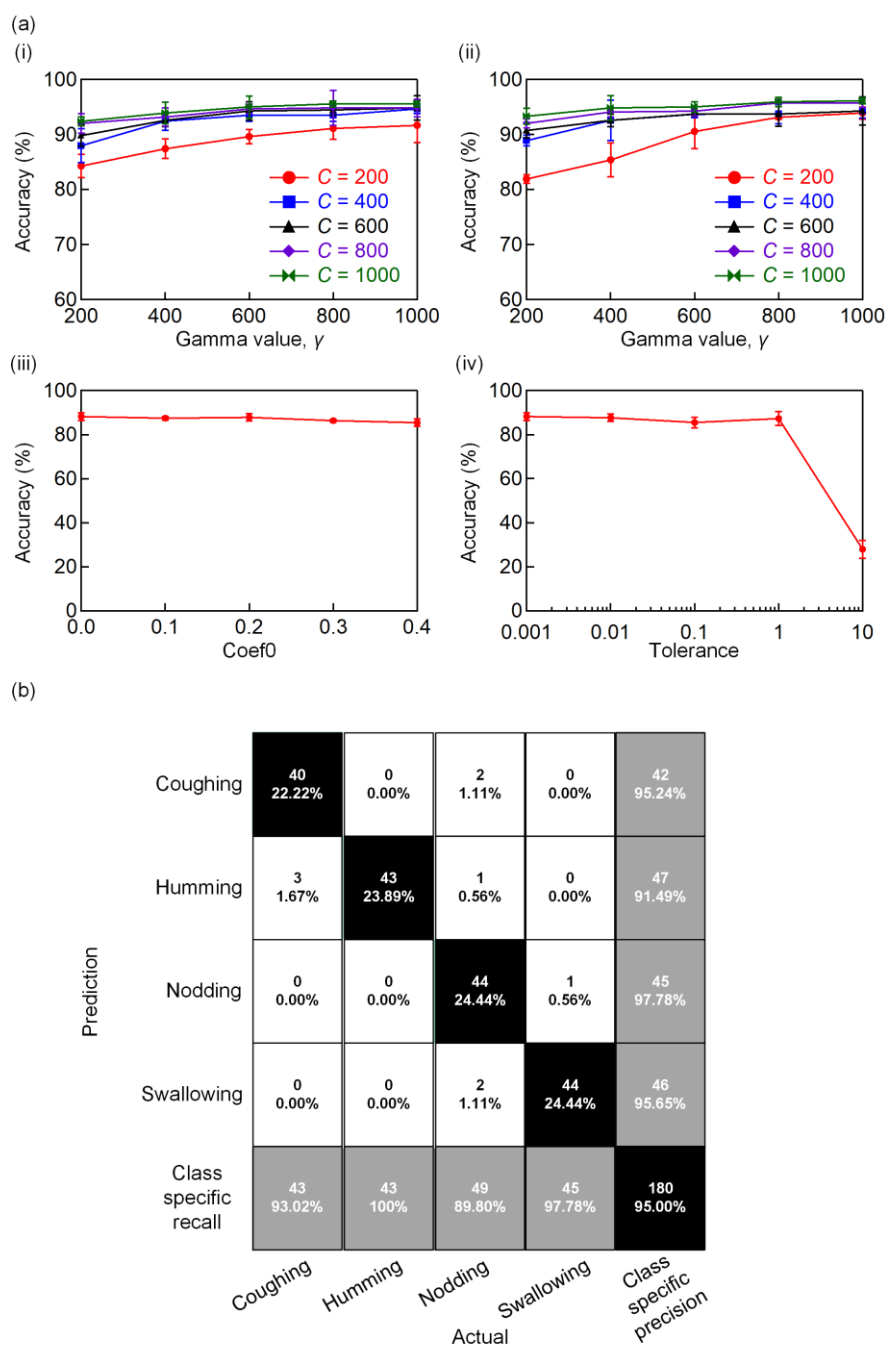 (a)
(i)
100
90
80
70
60
Accuracy (%)
C = 200
C = 400
C = 600
C = 800
C = 1000
200 400 600 800 1000
Gamma value, γ
(ii)
100
90
80
70
60
Accuracy (%)
C = 200
C = 400
C = 600
C = 800
C = 1000
200 400 600 800 1000
Gamma value, γ
(iii)
100
80
60
40
20
0
Accuracy (%)
0.0 0.1 0.2 0.3 0.4
Coef0
(iv)
100
80
60
40
20
0
Accuracy (%)
0.001 0.01 0.1 1 10
Tolerance
(b)
Prediction
Coughing
40 0 2 0 42
22.22% 0.00% 1.11% 0.00% 95.24%
Humming
3 43 1 0 47
1.67% 23.89% 0.56% 0.00% 91.49%
Nodding
0 0 44 1 45
0.00% 0.00% 24.44% 0.56% 97.78%
Swallowing
0 0 2 44 46
0.00% 0.00% 1.11% 24.44% 95.65%
Class
specific
recall
43 43 49 45 180
93.02% 100% 89.80% 97.78% 95.00%
Coughing
Humming
Nodding
Swallowing
Class
specific
precision
Actual